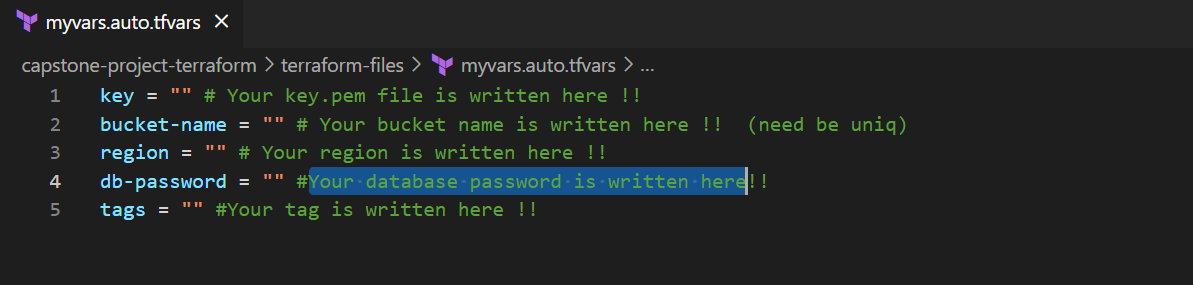 myvars.auto.tfvars ×
capstone-project-terraform > terraform-files > myvars.auto.tfvars > ...
1 key = "" # Your key.pem file is written here !!
2 bucket-name = "" # Your bucket name is written here !!  (need be uniq)
3 region = "" # Your region is written here !!
4 db-password = "" #Your database password is written here!!
5 tags = "" #Your tag is written here !!